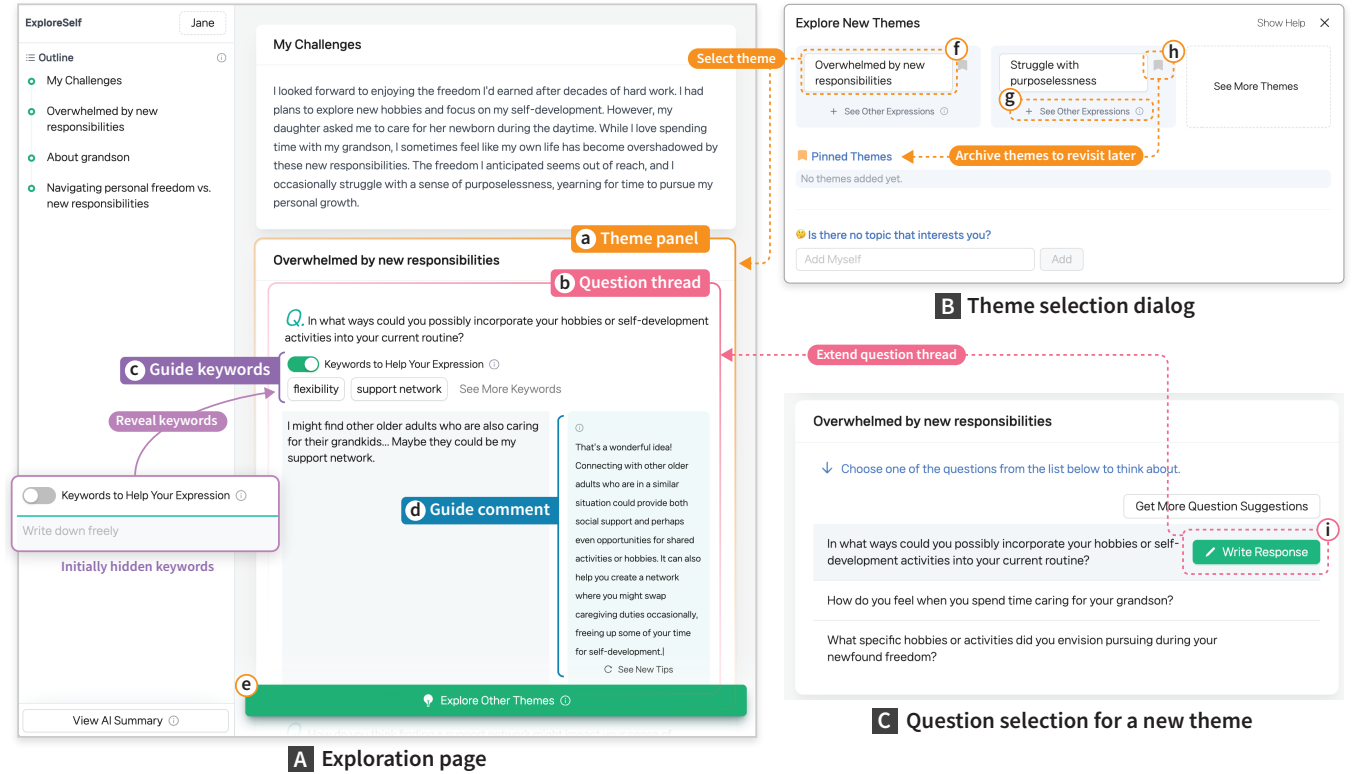 ExploreSelf
Jane
Outline
My Challenges
Overwhelmed by new
responsibilities
About grandson
Navigating personal freedom vs.
new responsibilities
View AI Summary
My Challenges
I looked forward to enjoying the freedom I'd earned after decades of hard work. I had
plans to explore new hobbies and focus on my self-development. However, my
daughter asked me to care for her newborn during the daytime. While I love spending
time with my grandson, I sometimes feel like my own life has become overshadowed by
these new responsibilities. The freedom I anticipated seems out of reach, and I
occasionally struggle with a sense of purposelessness, yearning for time to pursue my
personal growth.
a Theme panel
Overwhelmed by new responsibilities
b Question thread
Q. In what ways could you possibly incorporate your hobbies or self-development
activities into your current routine?
c Guide keywords
Keywords to Help Your Expression
flexibility
support network
See More Keywords
Reveal keywords
Keywords to Help Your Expression
Write down freely
Initially hidden keywords
I might find other older adults who are also caring
for their grandkids... Maybe they could be my
support network.
d Guide comment
That's a wonderful idea!
Connecting with other older
adults who are in a similar
situation could provide both
social support and perhaps
even opportunities for shared
activities or hobbies. It can also
help you create a network
where you might swap
caregiving duties occasionally,
freeing up some of your time
for self-development.
See New Tips
e
Explore Other Themes
A Exploration page
Select theme
Explore New Themes
Show Help
f
Overwhelmed by new
responsibilities
+ See Other Expressions
h
Struggle with
purposelessness
g
+ See Other Expressions
See More Themes
Pinned Themes
Archive themes to revisit later
No themes added yet.
🤔 Is there no topic that interests you?
Add Myself
Add
B Theme selection dialog
Extend question thread
Overwhelmed by new responsibilities
↓ Choose one of the questions from the list below to think about.
Get More Question Suggestions
i
In what ways could you possibly incorporate your hobbies or self-
development activities into your current routine?
Write Response
How do you feel when you spend time caring for your grandson?
What specific hobbies or activities did you envision pursuing during your
newfound freedom?
C Question selection for a new theme